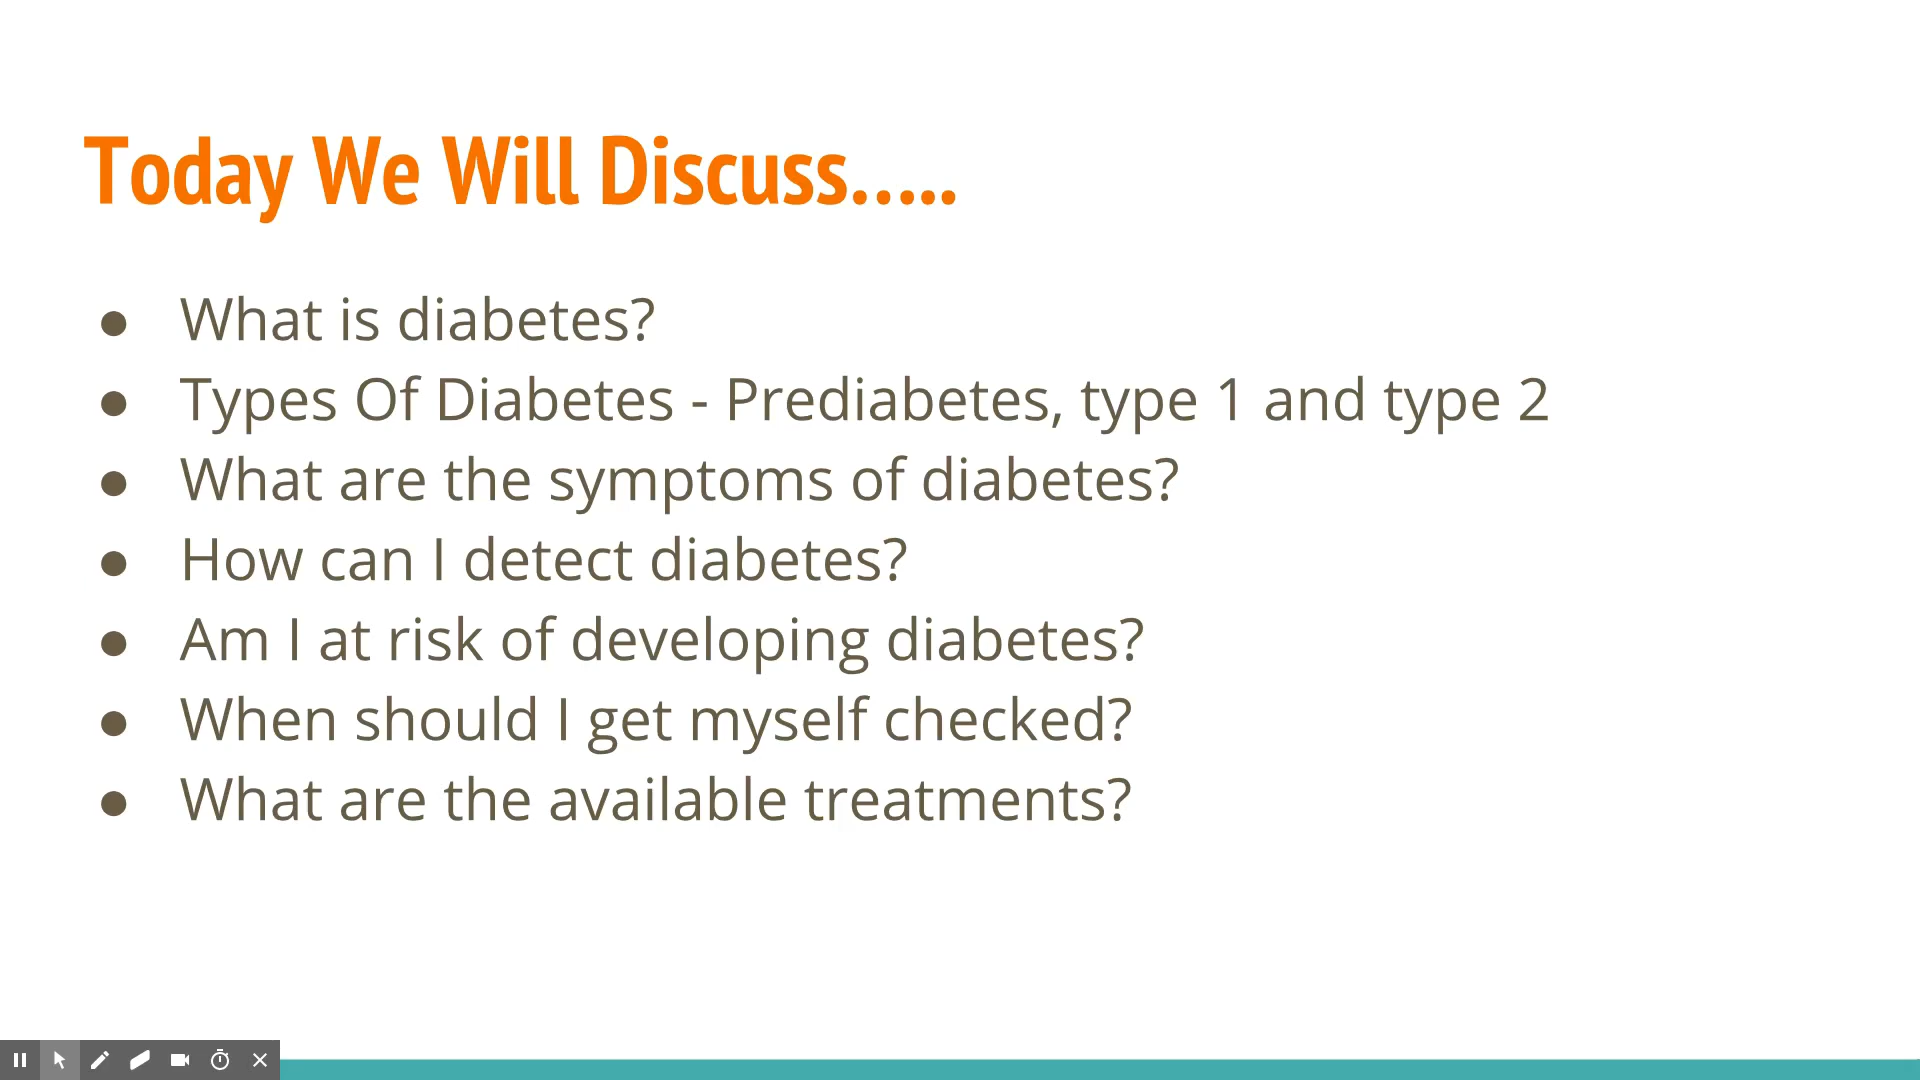 Today We Will Discuss.....
● What is diabetes?
● Types Of Diabetes - Prediabetes, type 1 and type 2
● What are the symptoms of diabetes?
● How can I detect diabetes?
● Am I at risk of developing diabetes?
● When should I get myself checked?
● What are the available treatments?